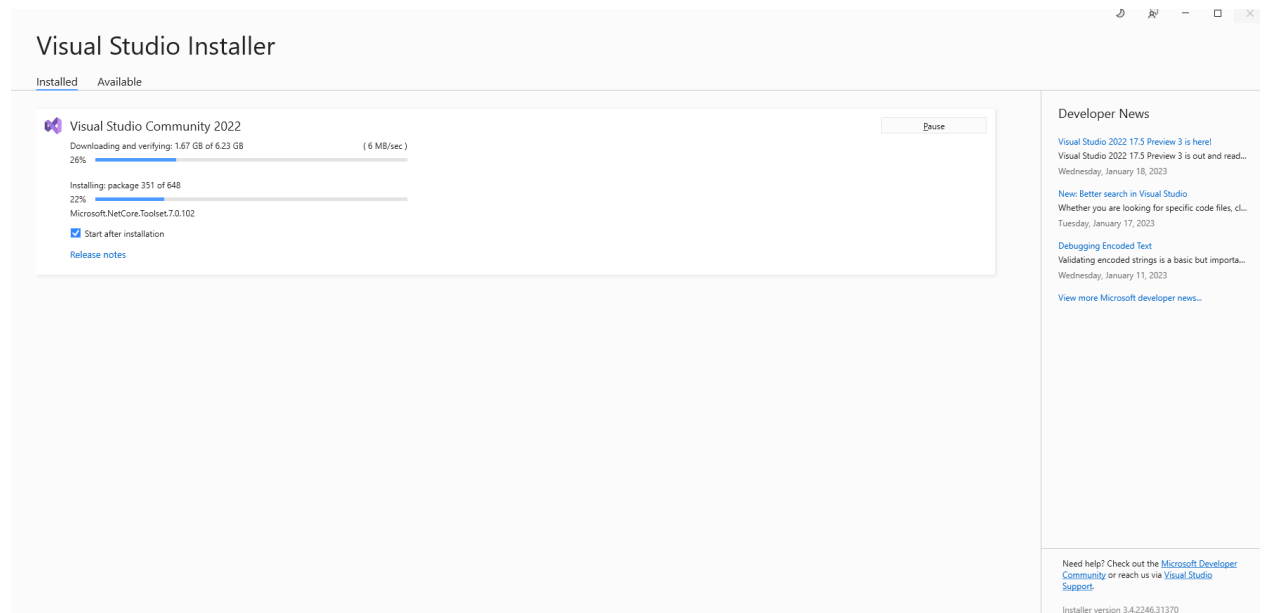 Visual Studio Installer
Installed Available
Visual Studio Community 2022
Pause
Downloading and verifying: 1.67 GB of 6.23 GB ( 6 MB/sec )
26%
Installing: package 351 of 648
22%
Microsoft.NetCore.Toolset.7.0.102
Start after installation
Release notes
Developer News
Visual Studio 2022 17.5 Preview 3 is here!
Visual Studio 2022 17.5 Preview 3 is out and read...
Wednesday, January 18, 2023
New: Better search in Visual Studio
Whether you are looking for specific code files, cl...
Tuesday, January 17, 2023
Debugging Encoded Text
Validating encoded strings is a basic but importa...
Wednesday, January 11, 2023
View more Microsoft developer news...
Need help? Check out the Microsoft Developer
Community or reach us via Visual Studio
Support.
Installer version 3.4.2246.31370